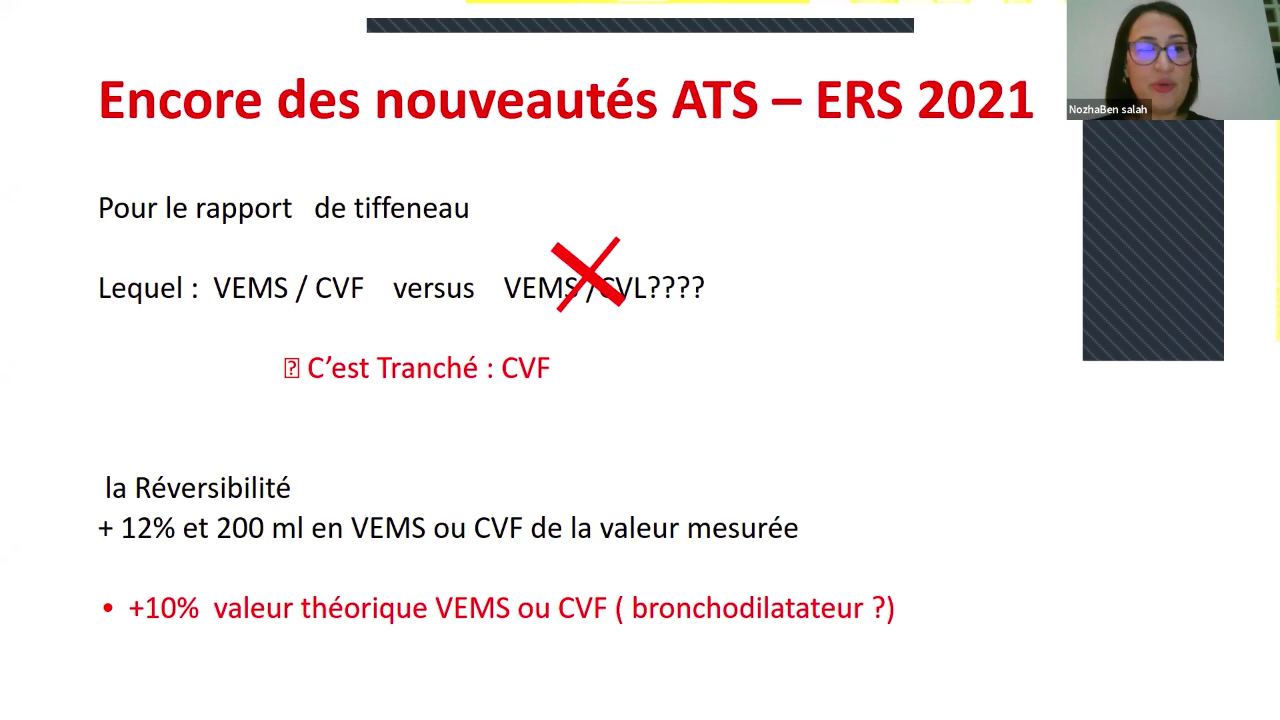 Encore des nouveautés ATS – ERS 2021
NozhaBen salah
Pour le rapport de tiffeneau
Lequel : VEMS / CVF versus VEMS /CVL????
C’est Tranché : CVF
la Réversibilité
+ 12% et 200 ml en VEMS ou CVF de la valeur mesurée
• +10% valeur théorique VEMS ou CVF ( bronchodilatateur ?)